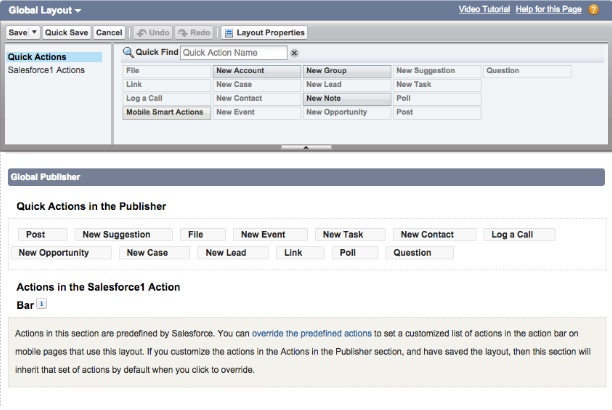 Global Layout
Video Tutorial Help for this Page ?
Save Quick Save Cancel Undo Redo Layout Properties
Quick Actions
Salesforce1 Actions
Quick Find Quick Action Name
File New Account New Group New Suggestion Question
Link New Case New Lead New Task
Log a Call New Contact New Note Poll
Mobile Smart Actions New Event New Opportunity Post
Global Publisher
Quick Actions in the Publisher
Post New Suggestion File New Event New Task New Contact Log a Call
New Opportunity New Case New Lead Link Poll Question
Actions in the Salesforce1 Action
Bar i
Actions in this section are predefined by Salesforce. You can override the predefined actions to set a customized list of actions in the action bar on
mobile pages that use this layout. If you customize the actions in the Actions in the Publisher section, and have saved the layout, then this section will
inherit that set of actions by default when you click to override.